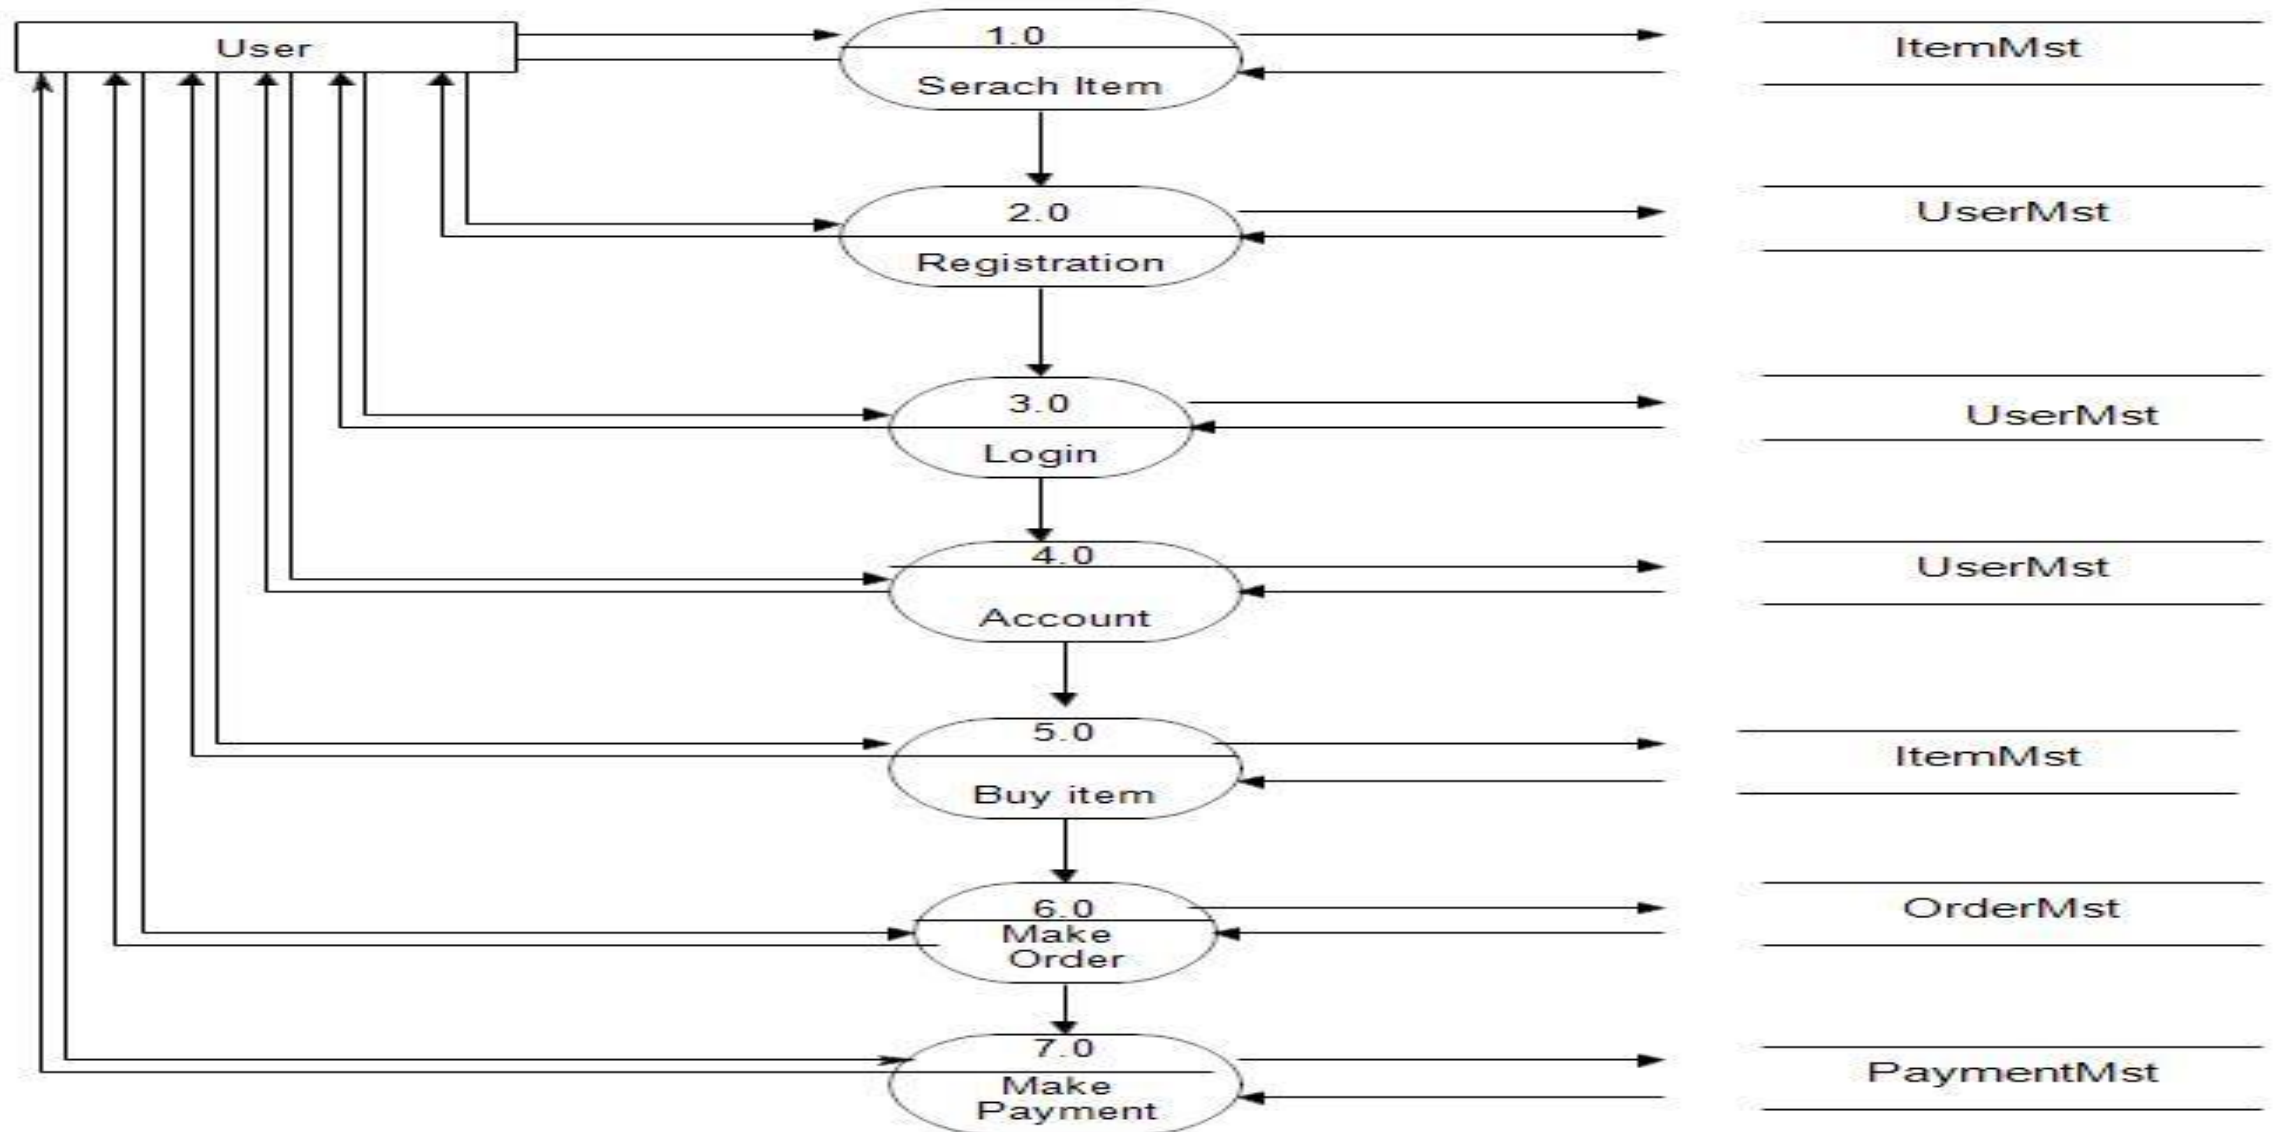 User
1.0
Serach Item
ItemMst
2.0
Registration
UserMst
3.0
Login
UserMst
4.0
Account
UserMst
5.0
Buy item
ItemMst
6.0
Make
Order
OrderMst
7.0
Make
Payment
PaymentMst